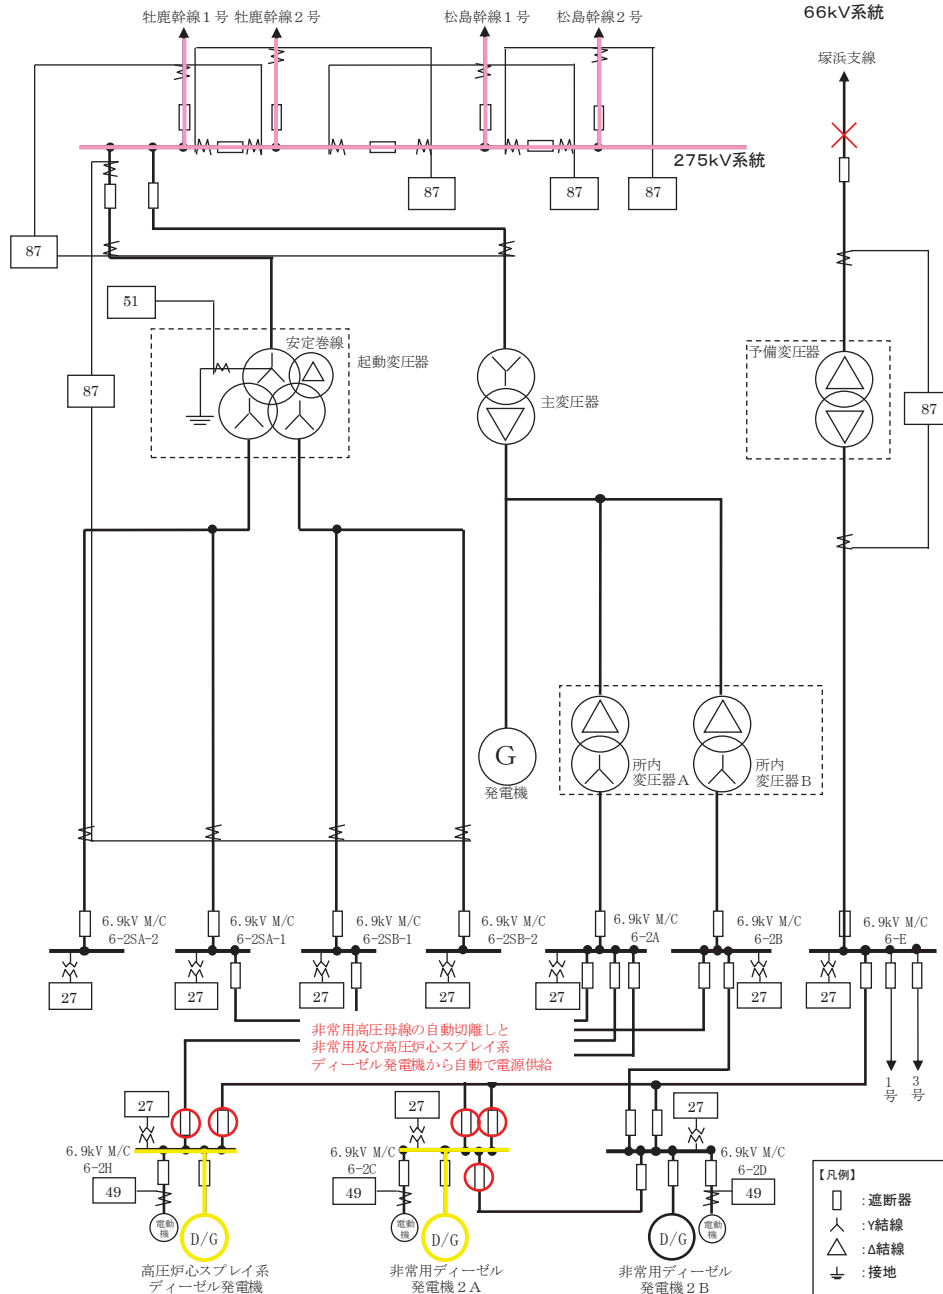 66kV系統
牡鹿幹線１号
牡鹿幹線２号
松島幹線１号
松島幹線２号
塚浜支線
275kV系統
87
87
87
87
51
安定巻線
起動変圧器
予備変圧器
87
主変圧器
87
G
発電機
所内
変圧器Ａ
所内
変圧器Ｂ
6.9kV M/C
6-2SA-2
6.9kV M/C
6-2SA-1
6.9kV M/C
6-2SB-1
6.9kV M/C
6-2SB-2
6.9kV M/C
6-2A
6.9kV M/C
6-2B
6.9kV M/C
6-E
27
27
27
27
27
27
27
非常用高圧母線の自動切離しと
非常用及び高圧炉心スプレイ系
ディーゼル発電機から自動で電源供給
1
号
3
号
27
27
27
6.9kV M/C
6-2H
6.9kV M/C
6-2C
6.9kV M/C
6-2D
49
49
49
電動
機
D/G
電動
機
D/G
D/G
電動
機
高圧炉心スプレイ系
ディーゼル発電機
非常用ディーゼル
発電機２Ａ
非常用ディーゼル
発電機２Ｂ
【凡例】
：遮断器
：Y結線
：Δ結線
：接地